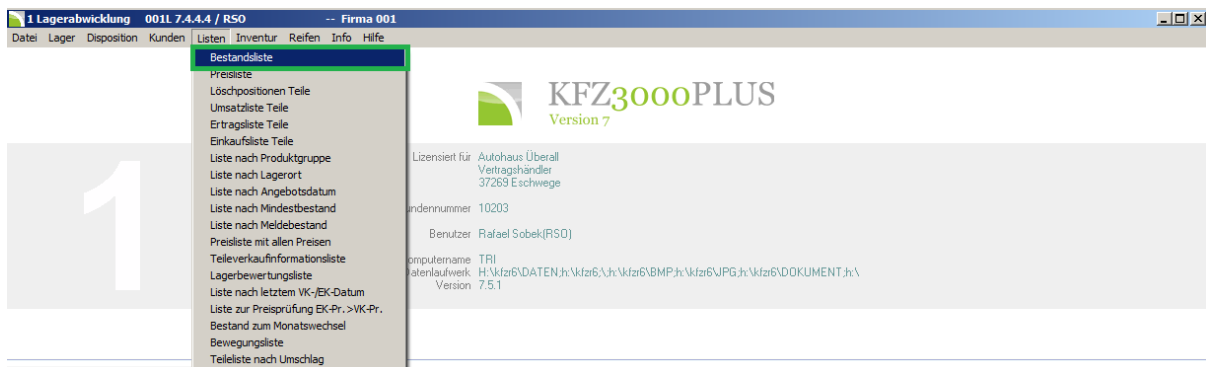 1 Lagerabwicklung 001L 7.4.4.4 / RSO -- Firma 001
Datei Lager Disposition Kunden Listen Inventur Reifen Info Hilfe
Bestandsliste
Preisliste
Löschpositionen Teile
Umsatzliste Teile
Ertragsliste Teile
Einkaufsliste Teile
Liste nach Produktgruppe
Liste nach Lagerort
Liste nach Angebotsdatum
Liste nach Mindestbestand
Liste nach Meldebestand
Preisliste mit allen Preisen
Teileverkaufinformationsliste
Lagerbewertungsliste
Liste nach letztem VK-/EK-Datum
Liste zur Preisprüfung EK-Pr.>VK-Pr.
Bestand zum Monatswechsel
Bewegungsliste
Teileliste nach Umschlag
KFZ3000PLUS
Version 7
1
Lizensiert für Autohaus Überall
Vertragshändler
37269 Eschwege
undennummer 10203
Benutzer Rafael Sobek(RSO)
omputername TRI
atenlaufwerk H:\kfzr6\DATEN;h:\kfzr6;\;h:\kfzr6\BMP;h:\kfzr6\JPG;h:\kfzr6\DOKUMENT;h:\
Version 7.5.1